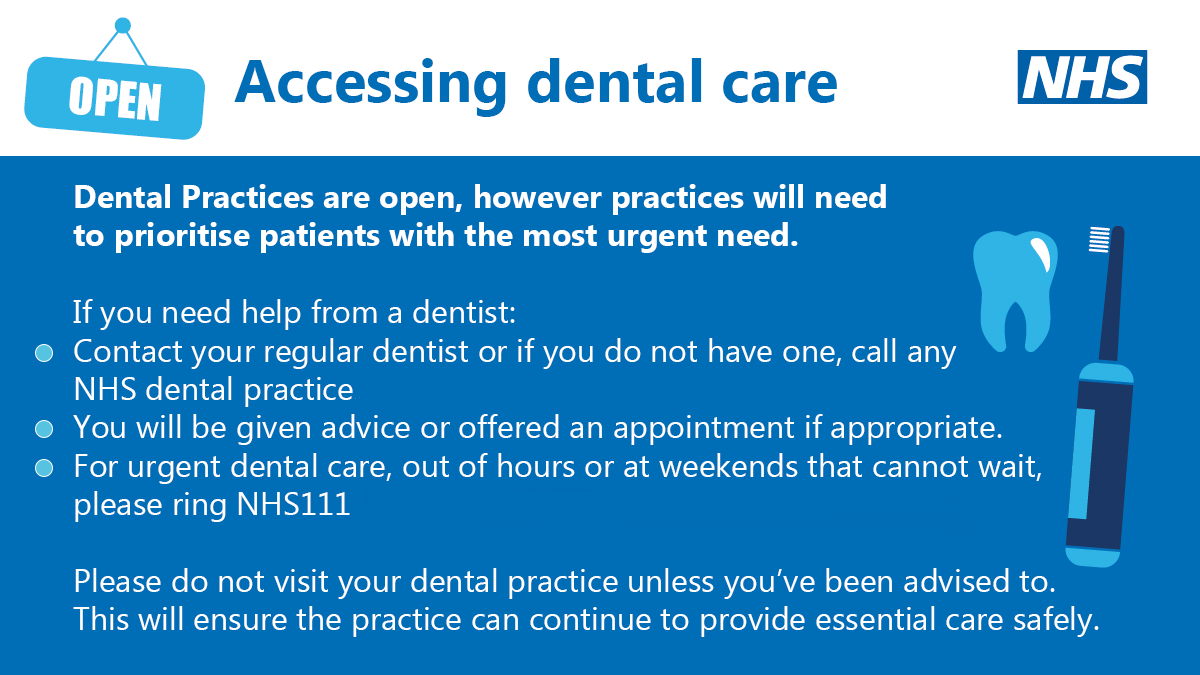 OPEN
Accessing dental care
NHS
Dental Practices are open, however practices will need
to prioritise patients with the most urgent need.
If you need help from a dentist:
Contact your regular dentist or if you do not have one, call any
NHS dental practice
You will be given advice or offered an appointment if appropriate.
For urgent dental care, out of hours or at weekends that cannot wait,
please ring NHS111
Please do not visit your dental practice unless you’ve been advised to.
This will ensure the practice can continue to provide essential care safely.